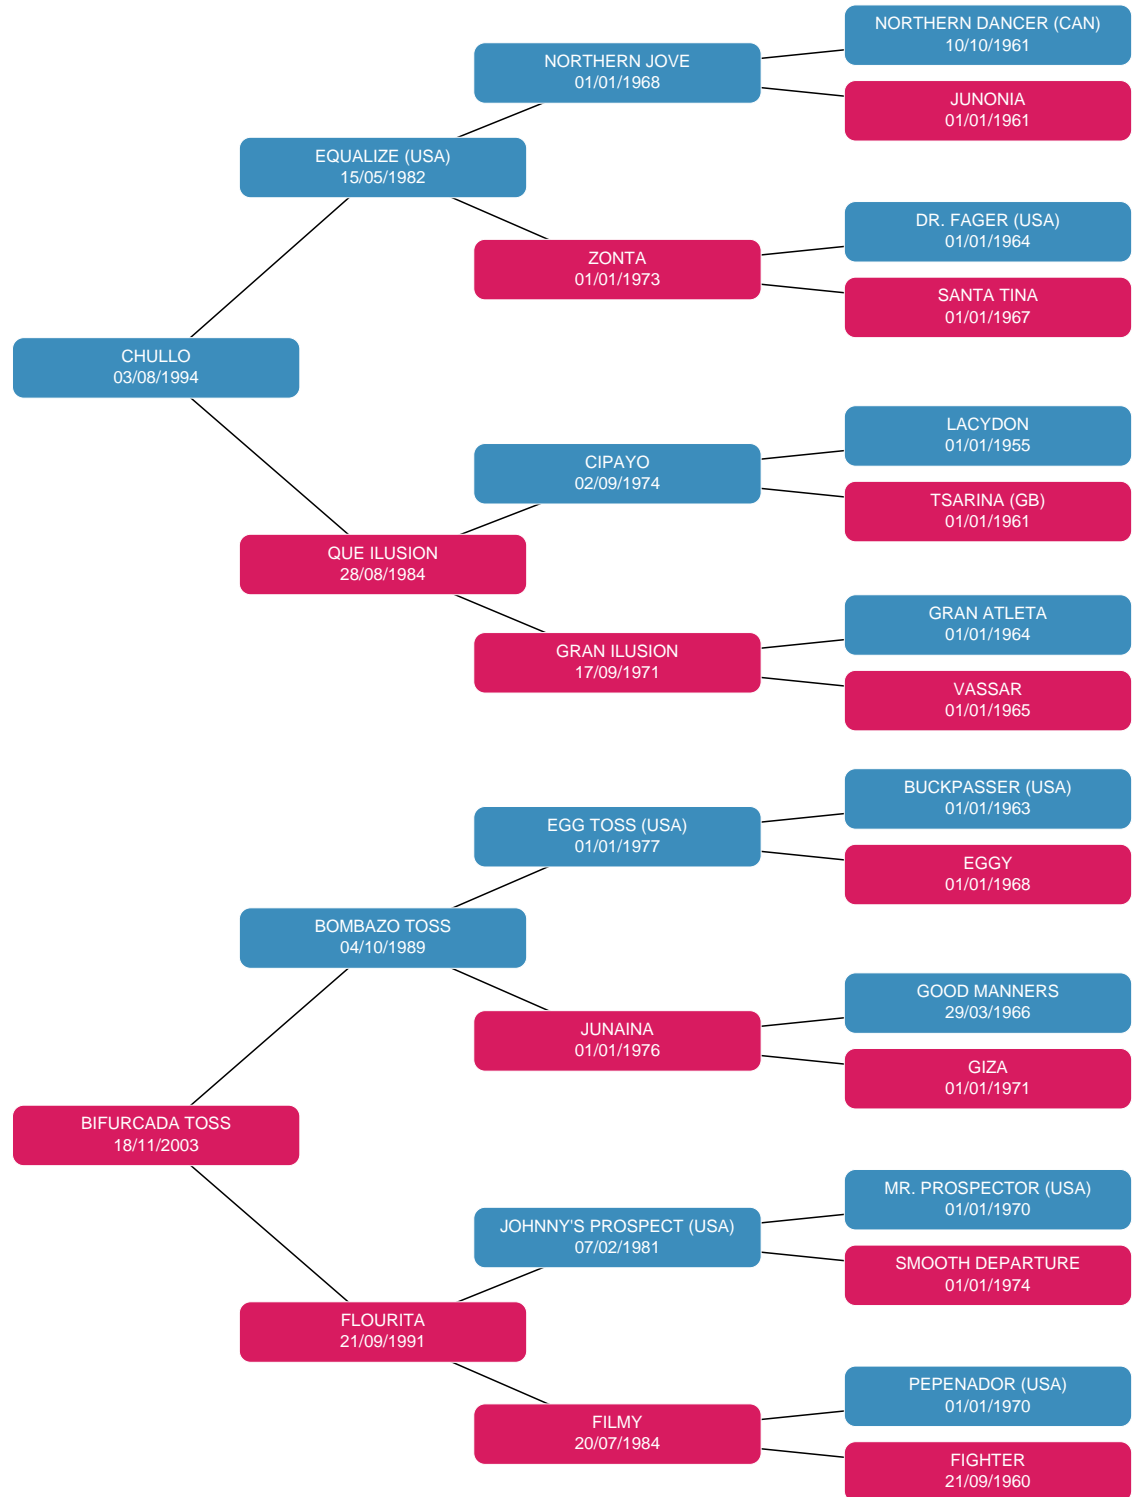 NORTHERN DANCER (CAN)
10/10/1961
NORTHERN JOVE
01/01/1968
JUNONIA
01/01/1961
EQUALIZE (USA)
15/05/1982
DR. FAGER (USA)
01/01/1964
ZONTA
01/01/1973
SANTA TINA
01/01/1967
CHULLO
03/08/1994
LACYDON
01/01/1955
CIPAYO
02/09/1974
TSARINA (GB)
01/01/1961
QUE ILUSION
28/08/1984
GRAN ATLETA
01/01/1964
GRAN ILUSION
17/09/1971
VASSAR
01/01/1965
BUCKPASSER (USA)
01/01/1963
EGG TOSS (USA)
01/01/1977
EGGY
01/01/1968
BOMBAZO TOSS
04/10/1989
GOOD MANNERS
29/03/1966
JUNAINA
01/01/1976
GIZA
01/01/1971
BIFURCADA TOSS
18/11/2003
MR. PROSPECTOR (USA)
01/01/1970
JOHNNY'S PROSPECT (USA)
07/02/1981
SMOOTH DEPARTURE
01/01/1974
FLOURITA
21/09/1991
PEPENADOR (USA)
01/01/1970
FILMY
20/07/1984
FIGHTER
21/09/1960